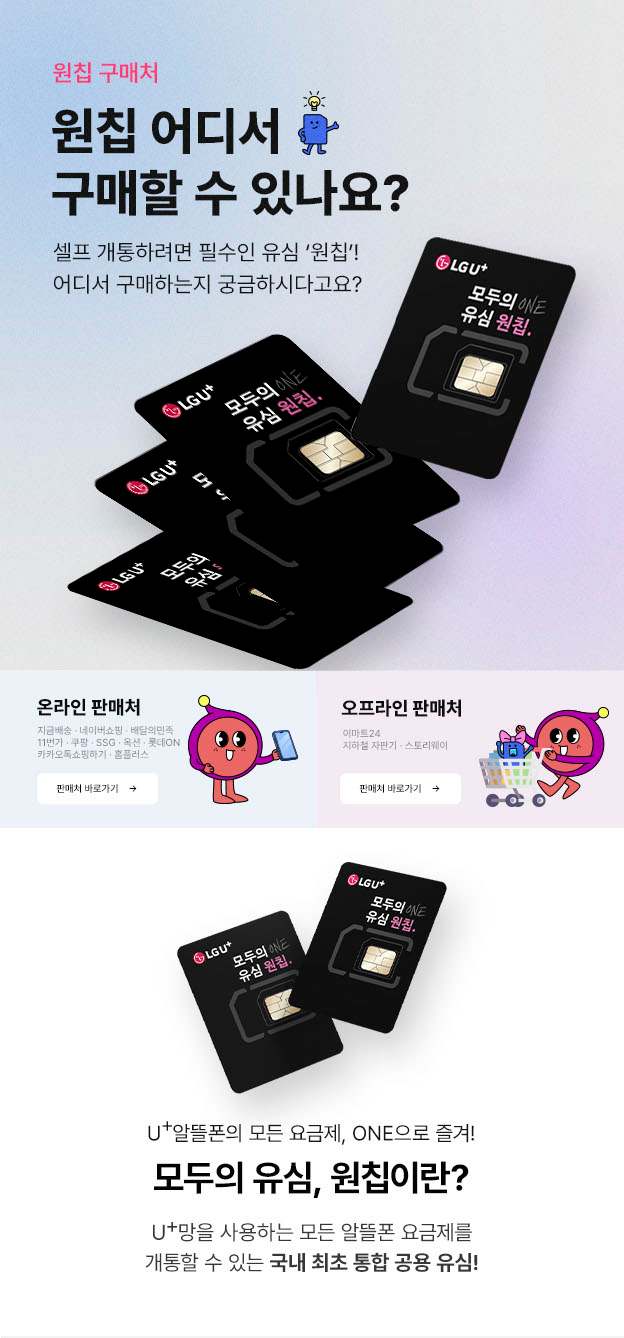 원칩 구매처
원칩 어디서
구매할 수 있나요?
셀프 개통하려면 필수인 유심 ‘원칩’!
어디서 구매하는지 궁금하시다고요?
LG U+
모두의 ONE
유심 원칩.
LG U+
모두의 ONE
유심 원칩.
LG U+
LG U+
모두의
유심
온라인 판매처
지금배송 · 네이버쇼핑 · 배달의민족
11번가 · 쿠팡 · SSG · 옥션 · 롯데ON
카카오톡쇼핑하기 · 홈플러스
판매처 바로가기 →
오프라인 판매처
이마트24
지하철 자판기 · 스토리웨이
판매처 바로가기 →
LG U+
모두의 ONE
유심 원칩.
LG U+
모두의 ONE
유심 원칩.
U+알뜰폰의 모든 요금제, ONE으로 즐겨!
모두의 유심, 원칩이란?
U+망을 사용하는 모든 알뜰폰 요금제를
개통할 수 있는 국내 최초 통합 공용 유심!